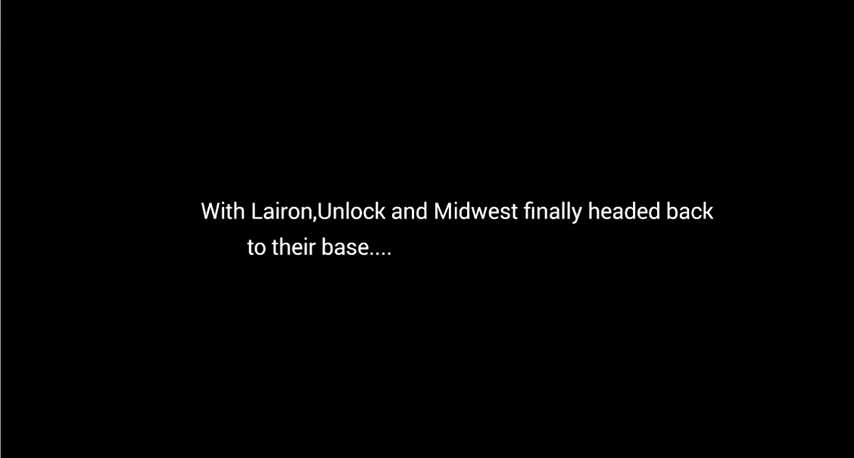 With Lairon,Unlock and Midwest finally headed back
to their base....